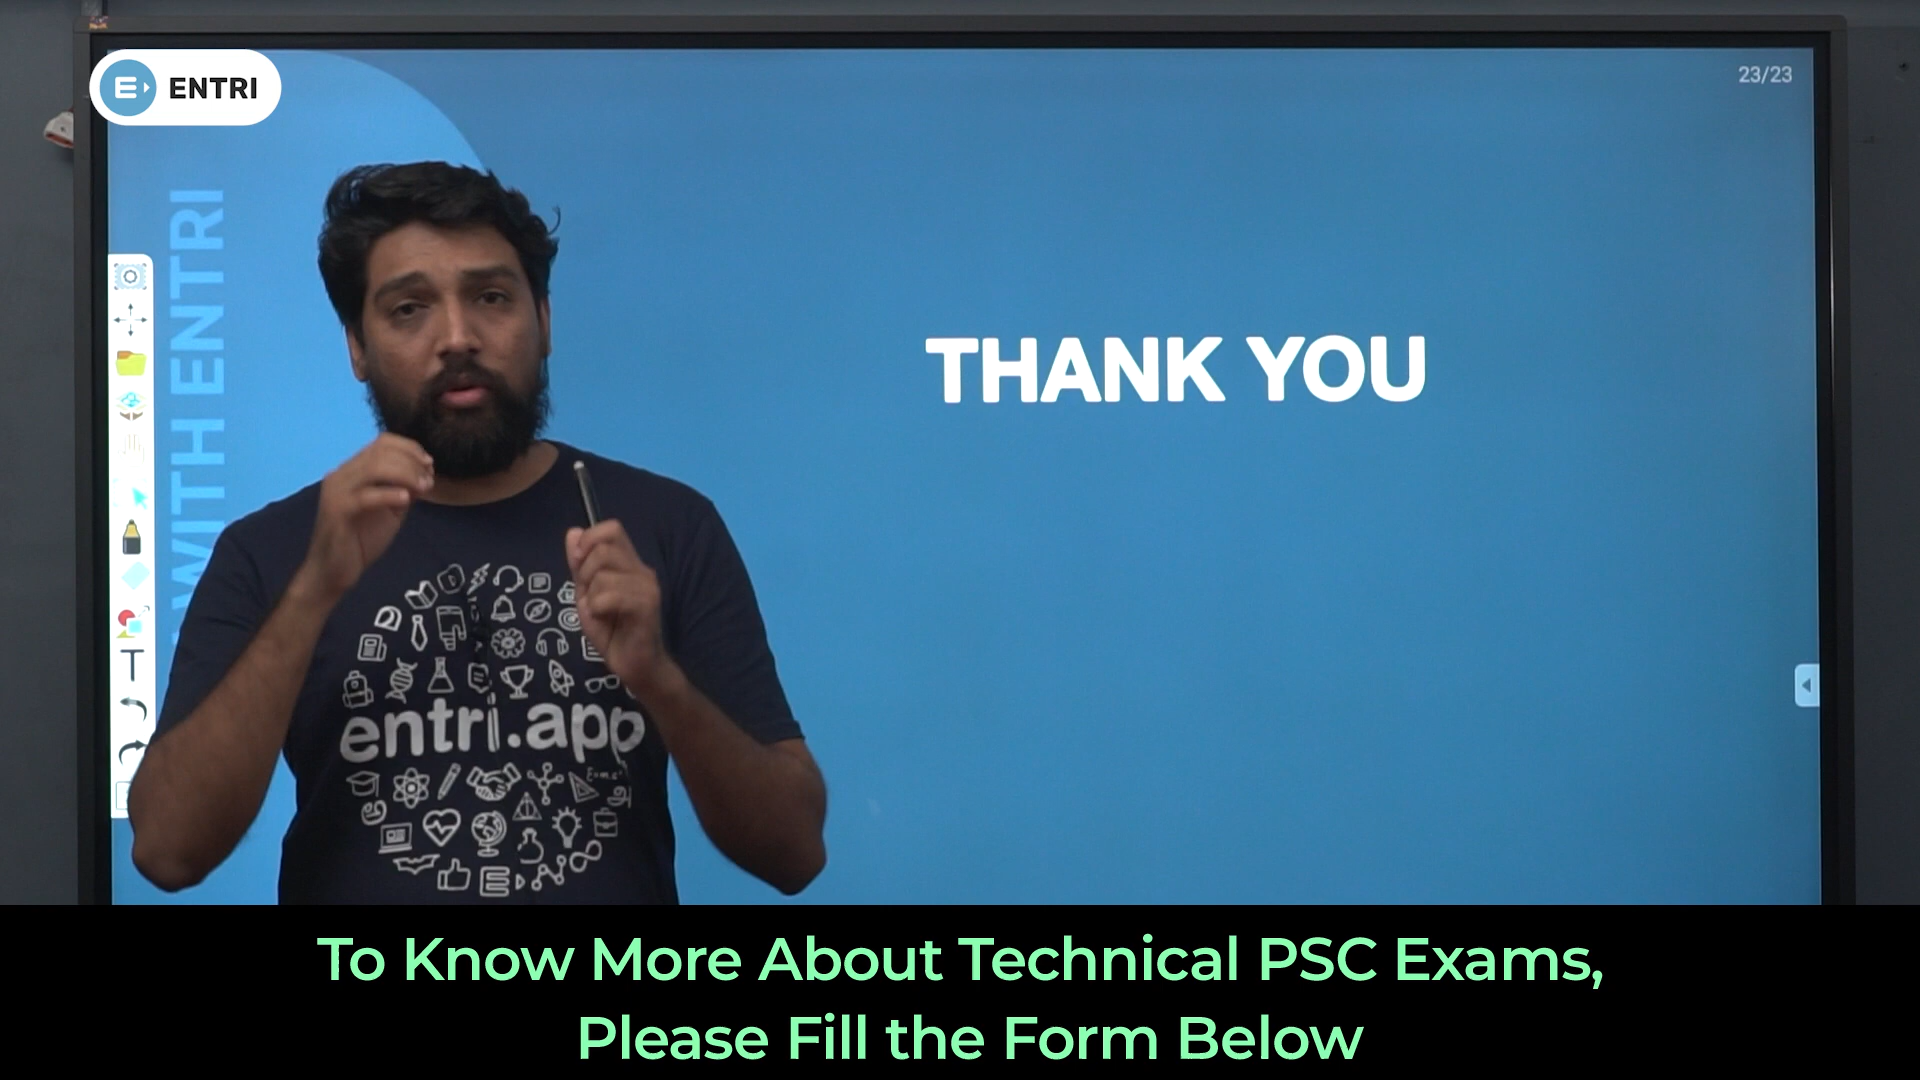 ENTRI
23/23
WITH ENTRI
THANK YOU
T
entri.app
To Know More About Technical PSC Exams,
Please Fill the Form Below